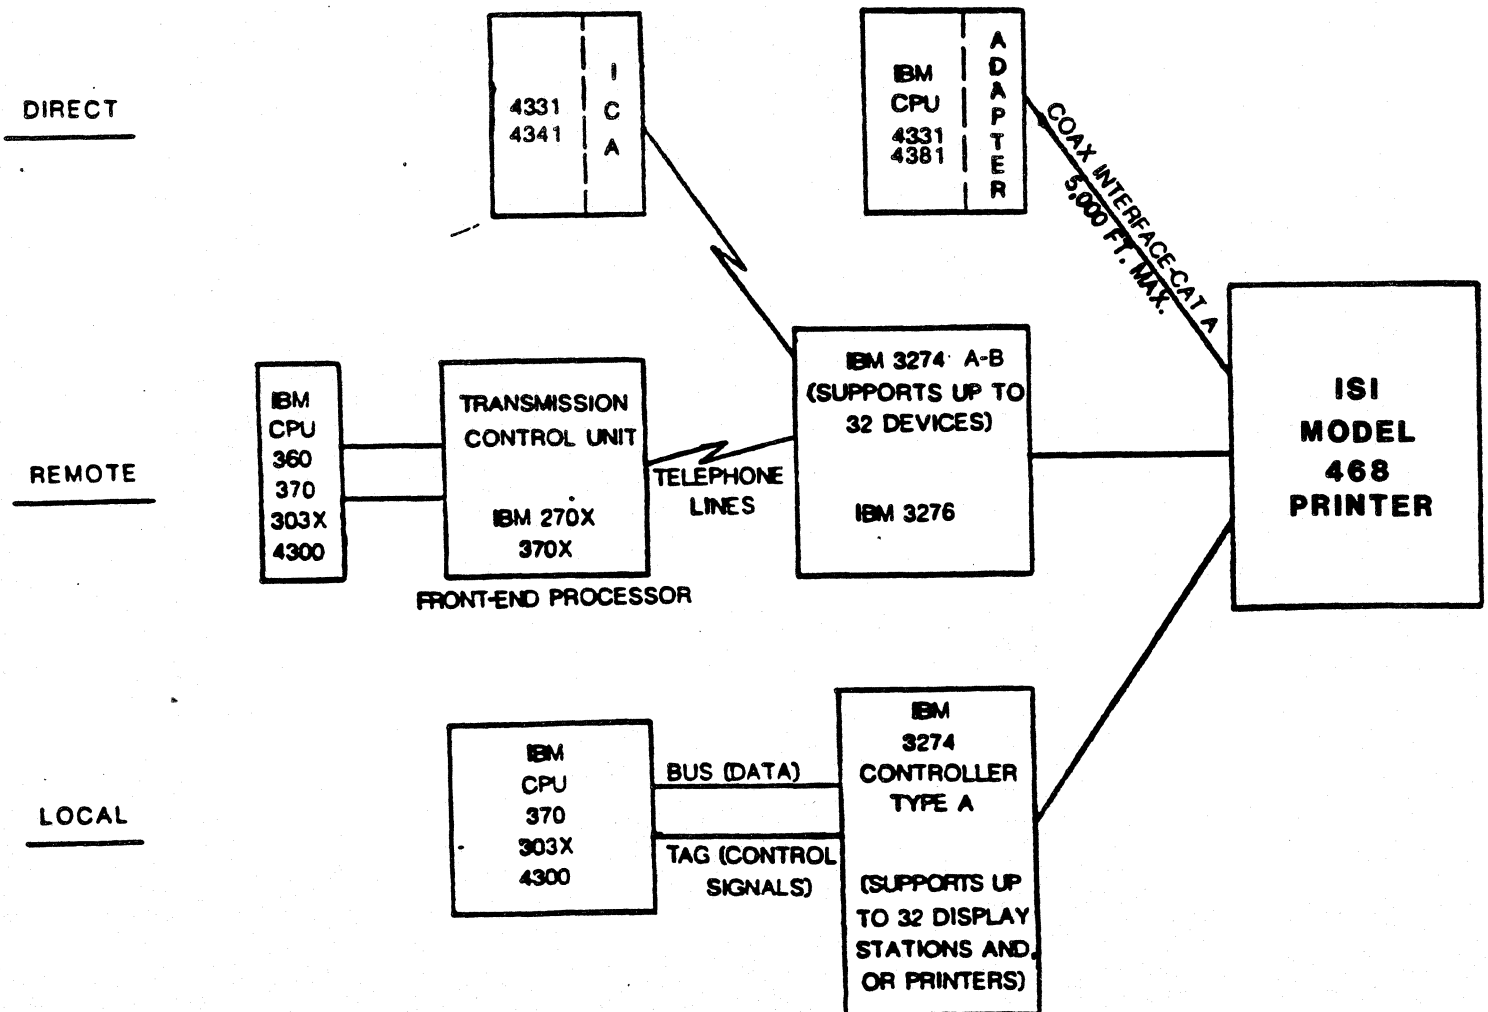 DIRECT
4331
4341
I
C
A
IBM
CPU
4331
4381
A
D
A
P
T
E
R
COAX INTERFACE-CAT A
5,000 FT. MAX.
REMOTE
IBM
CPU
360
370
303X
4300
TRANSMISSION
CONTROL UNIT
IBM 270X
370X
FRONT-END PROCESSOR
TELEPHONE
LINES
IBM 3274 A-B
(SUPPORTS UP TO
32 DEVICES)
IBM 3276
ISI
MODEL
468
PRINTER
LOCAL
IBM
CPU
370
303X
4300
BUS (DATA)
TAG (CONTROL
SIGNALS)
IBM
3274
CONTROLLER
TYPE A
(SUPPORTS UP
TO 32 DISPLAY
STATIONS AND
OR PRINTERS)